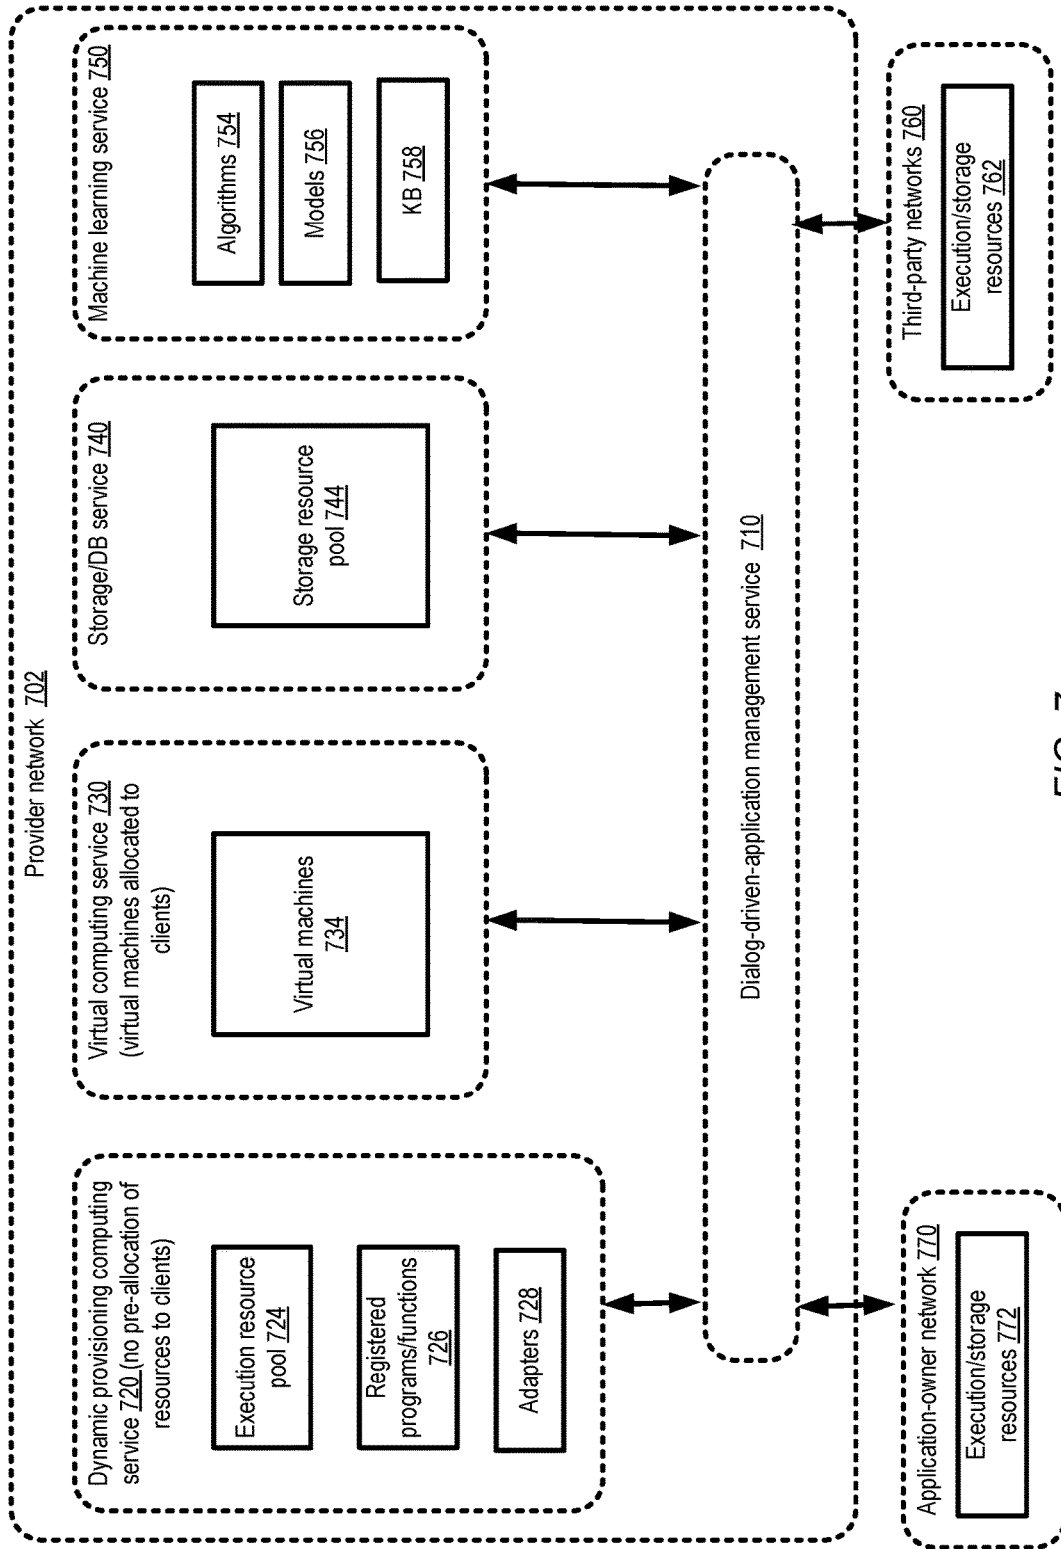 Provider network 702
Dynamic provisioning computing
service 720 (no pre-allocation of
resources to clients)
Execution resource
pool 724
Registered
programs/functions
726
Adapters 728
Virtual computing service 730
(virtual machines allocated to
clients)
Virtual machines
734
Storage/DB service 740
Storage resource
pool 744
Machine learning service 750
Algorithms 754
Models 756
KB 758
Dialog-driven-application management service 710
Application-owner network 770
Execution/storage
resources 772
Third-party networks 760
Execution/storage
resources 762
FIG. 7